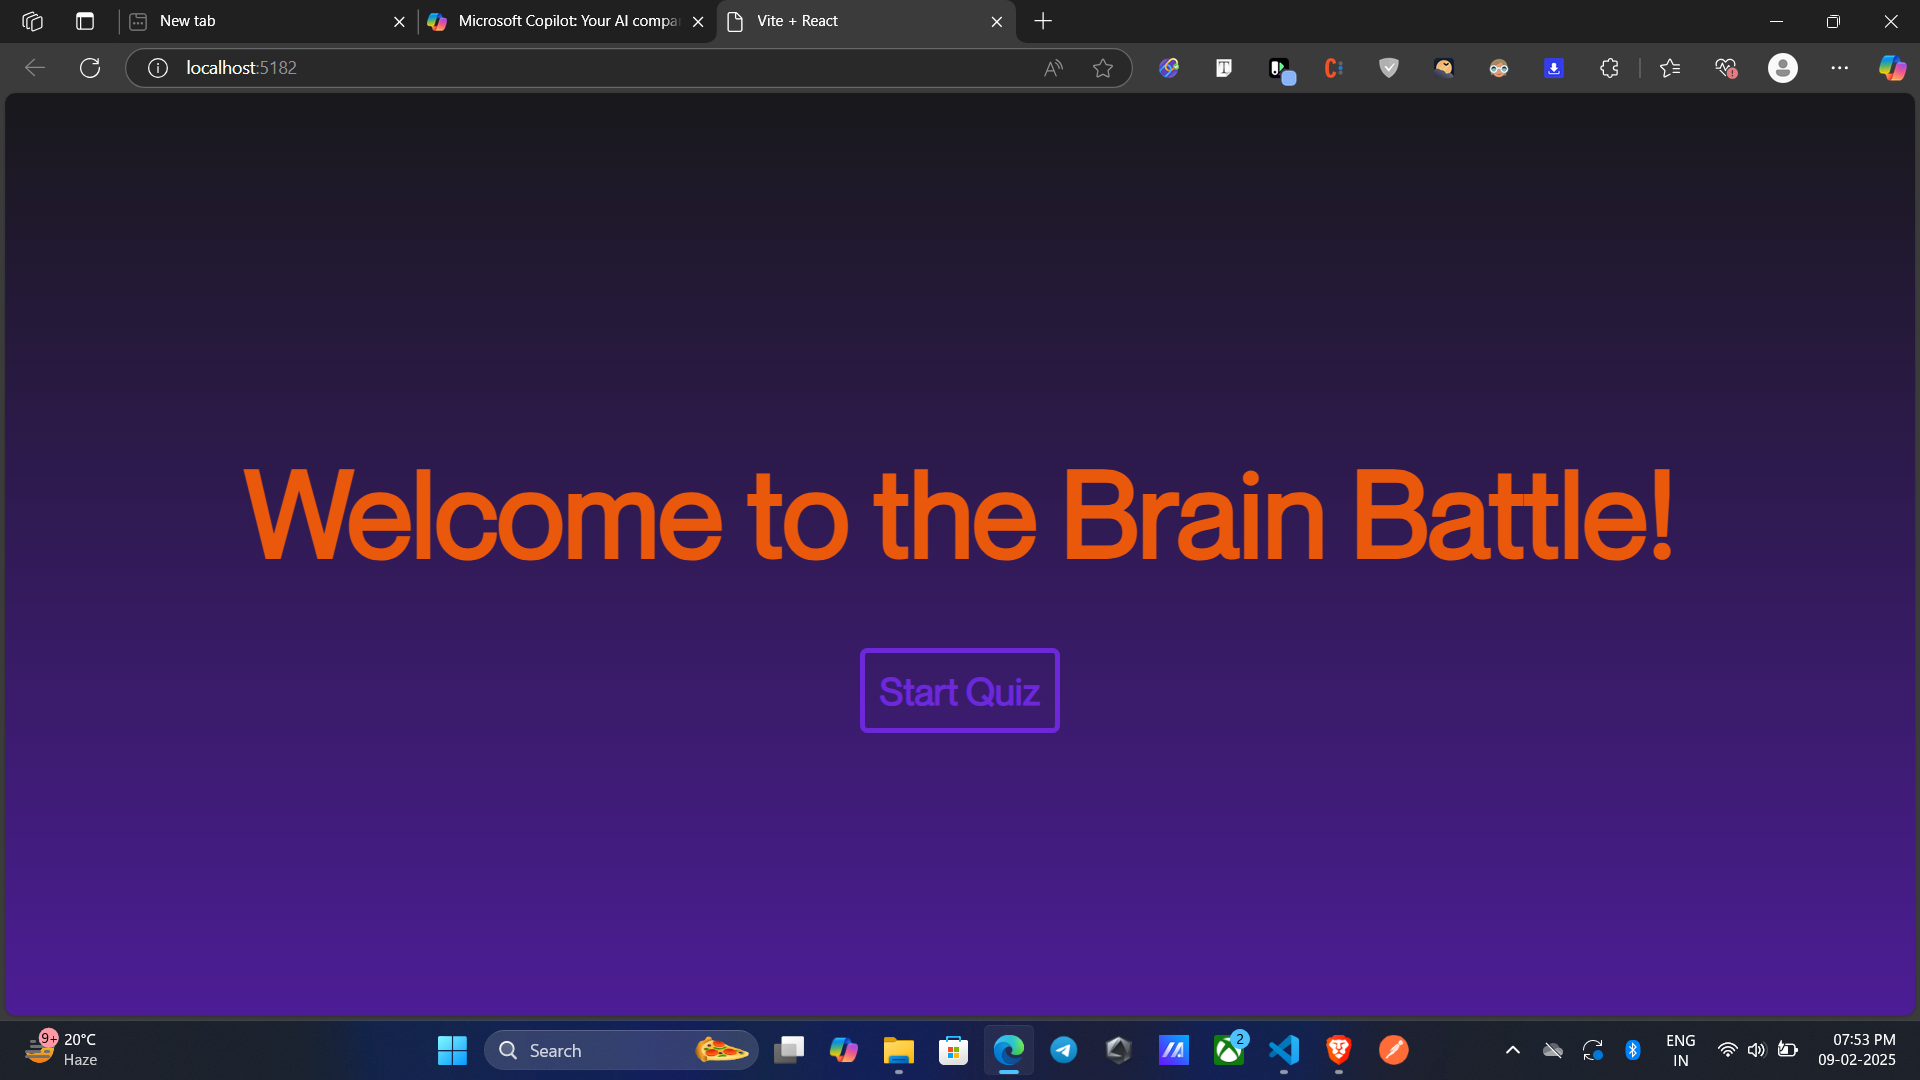 New tab
Microsoft Copilot: Your AI compa
Vite + React
localhost:5182
Welcome to the Brain Battle!
Start Quiz
9+
20°C
Haze
Search
2
ENG
IN
07:53 PM
09-02-2025